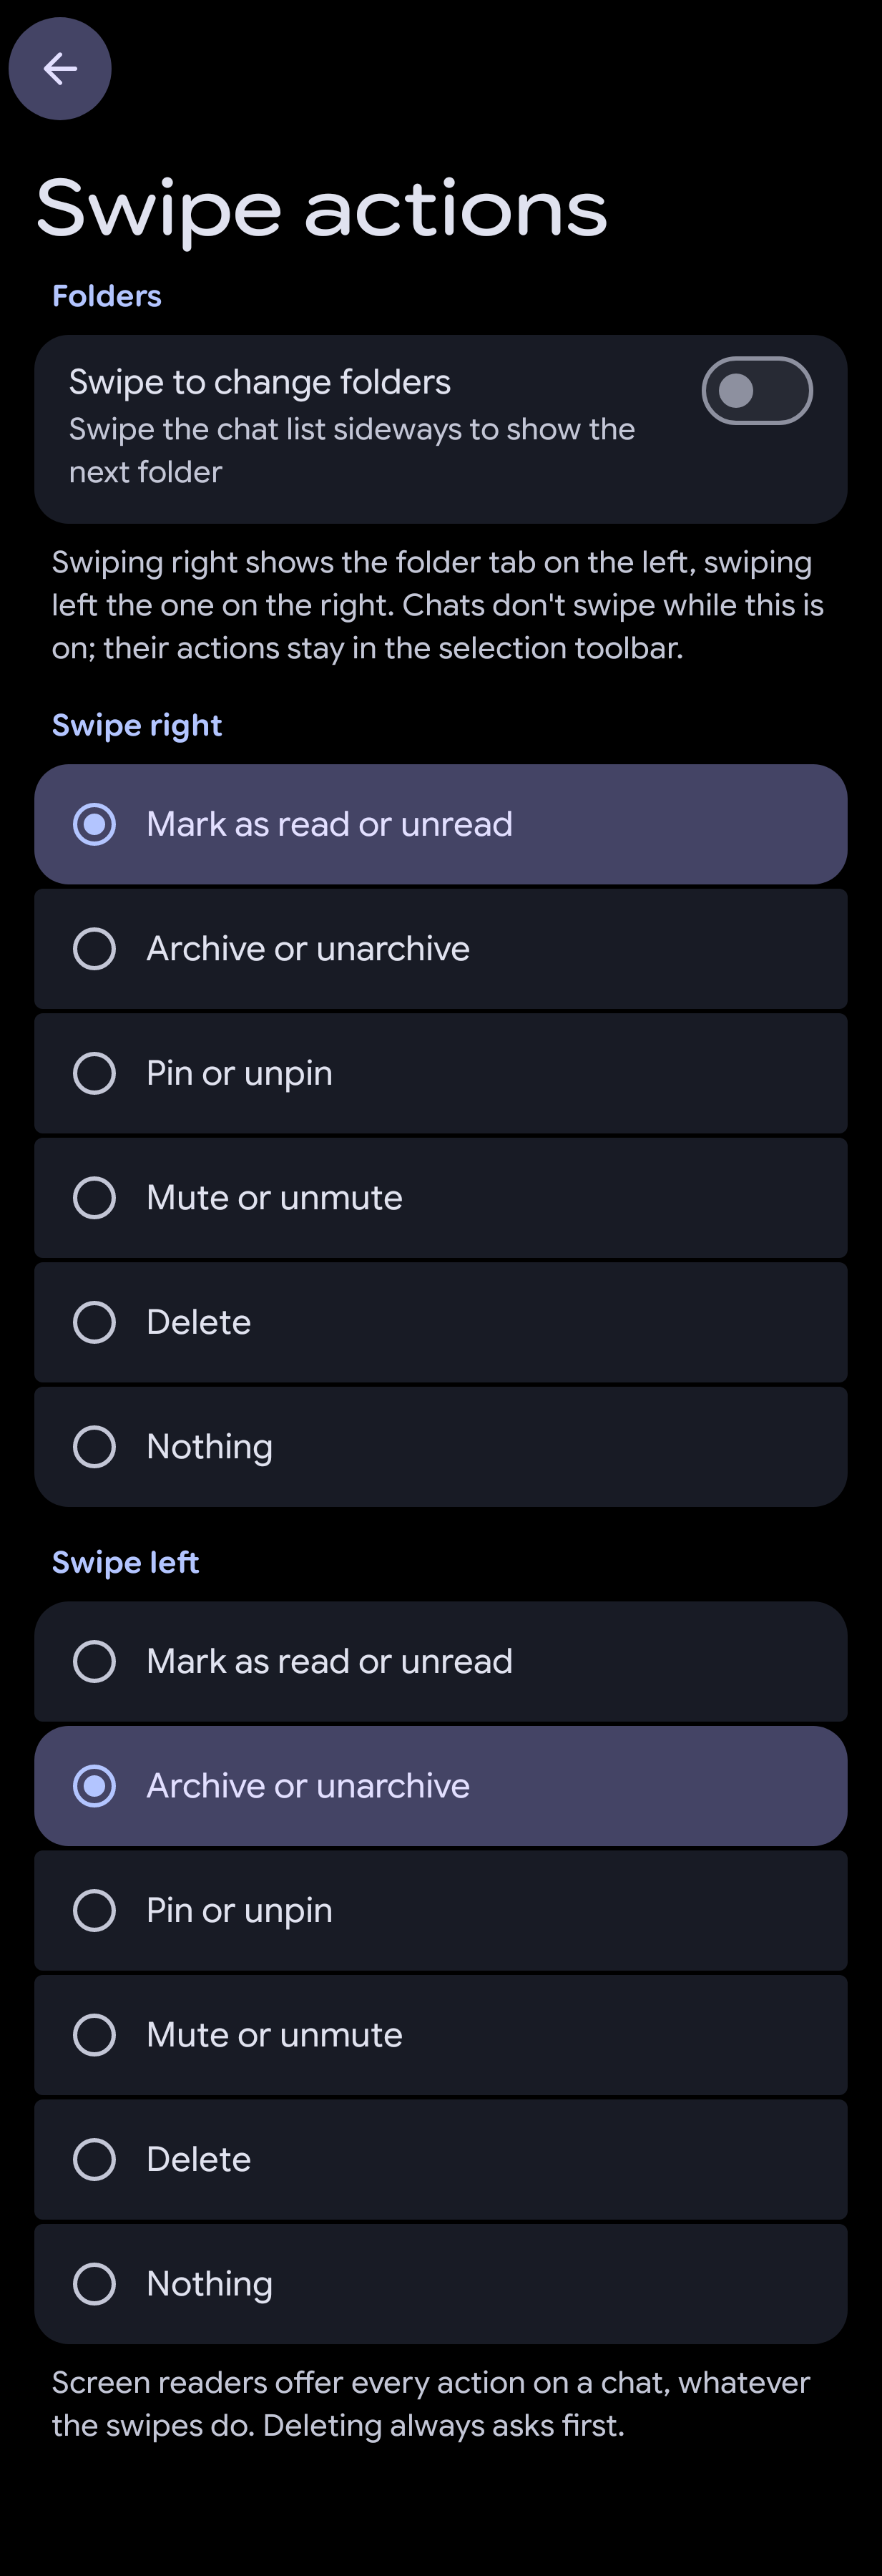 Swipe actions
Folders
Swipe to change folders
Swipe the chat list sideways to show the
next folder
Swiping right shows the folder tab on the left, swiping
left the one on the right. Chats don't swipe while this is
on; their actions stay in the selection toolbar.
Swipe right
Mark as read or unread
Archive or unarchive
Pin or unpin
Mute or unmute
Delete
Nothing
Swipe left
Mark as read or unread
Archive or unarchive
Pin or unpin
Mute or unmute
Delete
Nothing
Screen readers offer every action on a chat, whatever
the swipes do. Deleting always asks first.